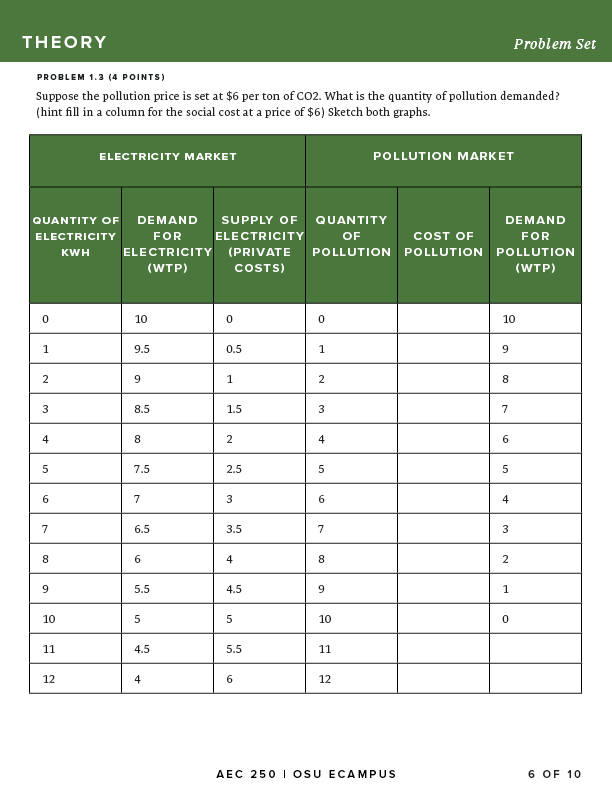 THEORY
Problem Set
PROBLEM 1.3 (4 POINTS)
Suppose the pollution price is set at $6 per ton of CO2. What is the quantity of pollution demanded?
(hint fill in a column for the social cost at a price of $6) Sketch both graphs.
ELECTRICITY MARKET POLLUTION MARKET
QUANTITY OF ELECTRICITY KWH DEMAND FOR ELECTRICITY (WTP) SUPPLY OF ELECTRICITY (PRIVATE COSTS) QUANTITY OF POLLUTION COST OF POLLUTION DEMAND FOR POLLUTION (WTP)
0 10 0 0 10
1 9.5 0.5 1 9
2 9 1 2 8
3 8.5 1.5 3 7
4 8 2 4 6
5 7.5 2.5 5 5
6 7 3 6 4
7 6.5 3.5 7 3
8 6 4 8 2
9 5.5 4.5 9 1
10 5 5 10 0
11 4.5 5.5 11
12 4 6 12
AEC 250 | OSU ECAMPUS
6 OF 10